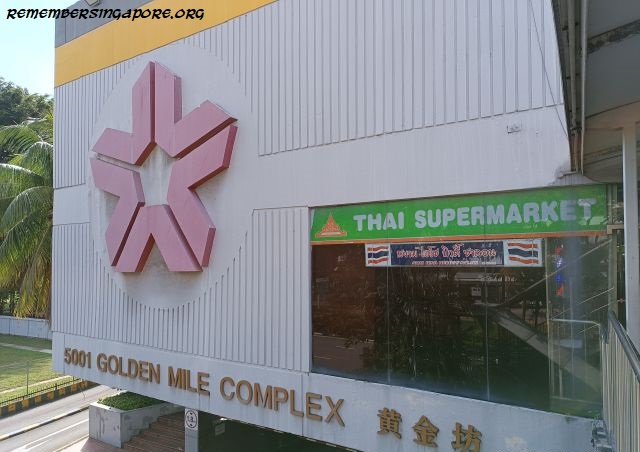 REMEMBERSINGAPORE.ORG
THAI SUPERMARKET
5001 GOLDEN MILE COMPLEX 黄金坊